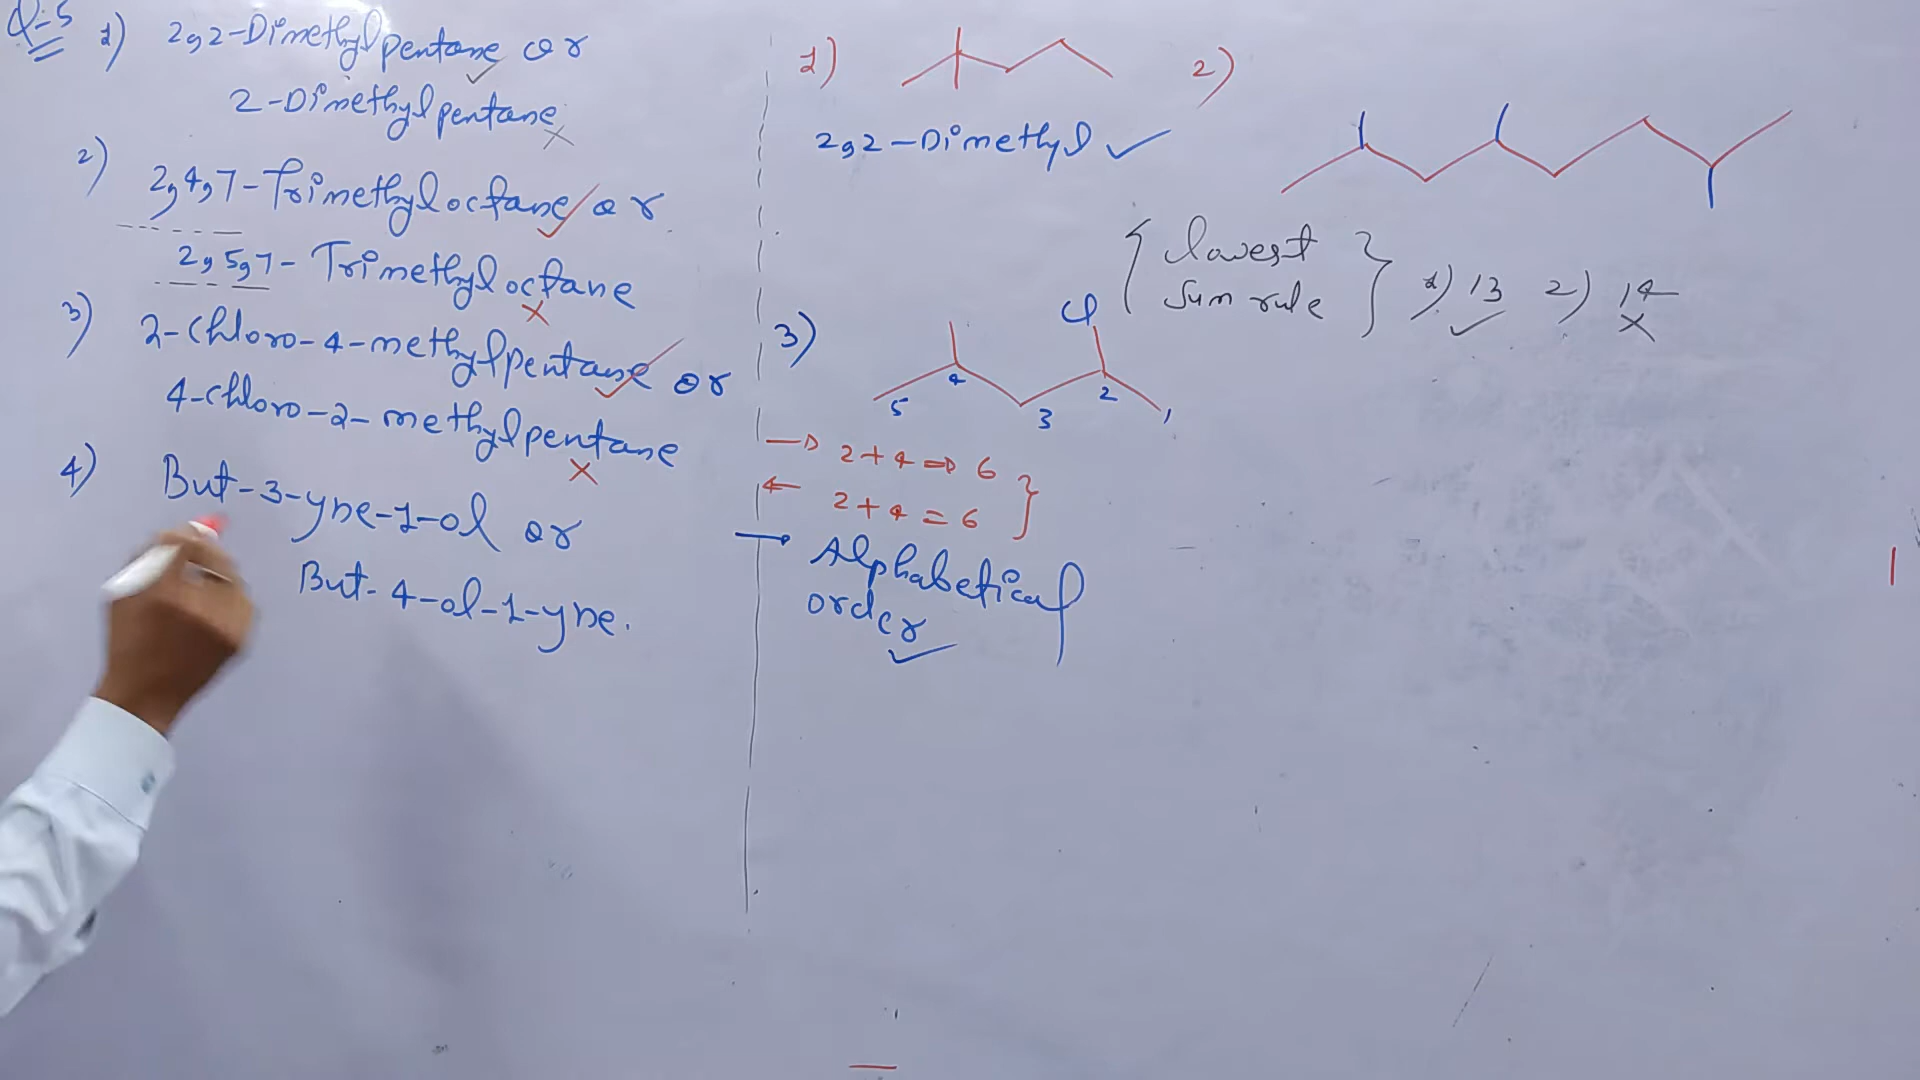 Q-5 1) 2,2-Dimethylpentane or
2-Dimethylpentane
2) 2,4,7-Trimethyloctane or
2,5,7-Trimethyloctane
3) 2-Chloro-4-methylpentane or
4-chloro-2-methylpentane
4) But-3-yne-1-ol or
But-4-ol-1-yne.
1)
2,2-Dimethyl
2)
{ lowest
sum rule } 1) 13 2) 14
3)
Cl
5 4 3 2 1
→ 2+4 ⇒ 6
← 2+4 = 6 }
→ Alphabetical
order